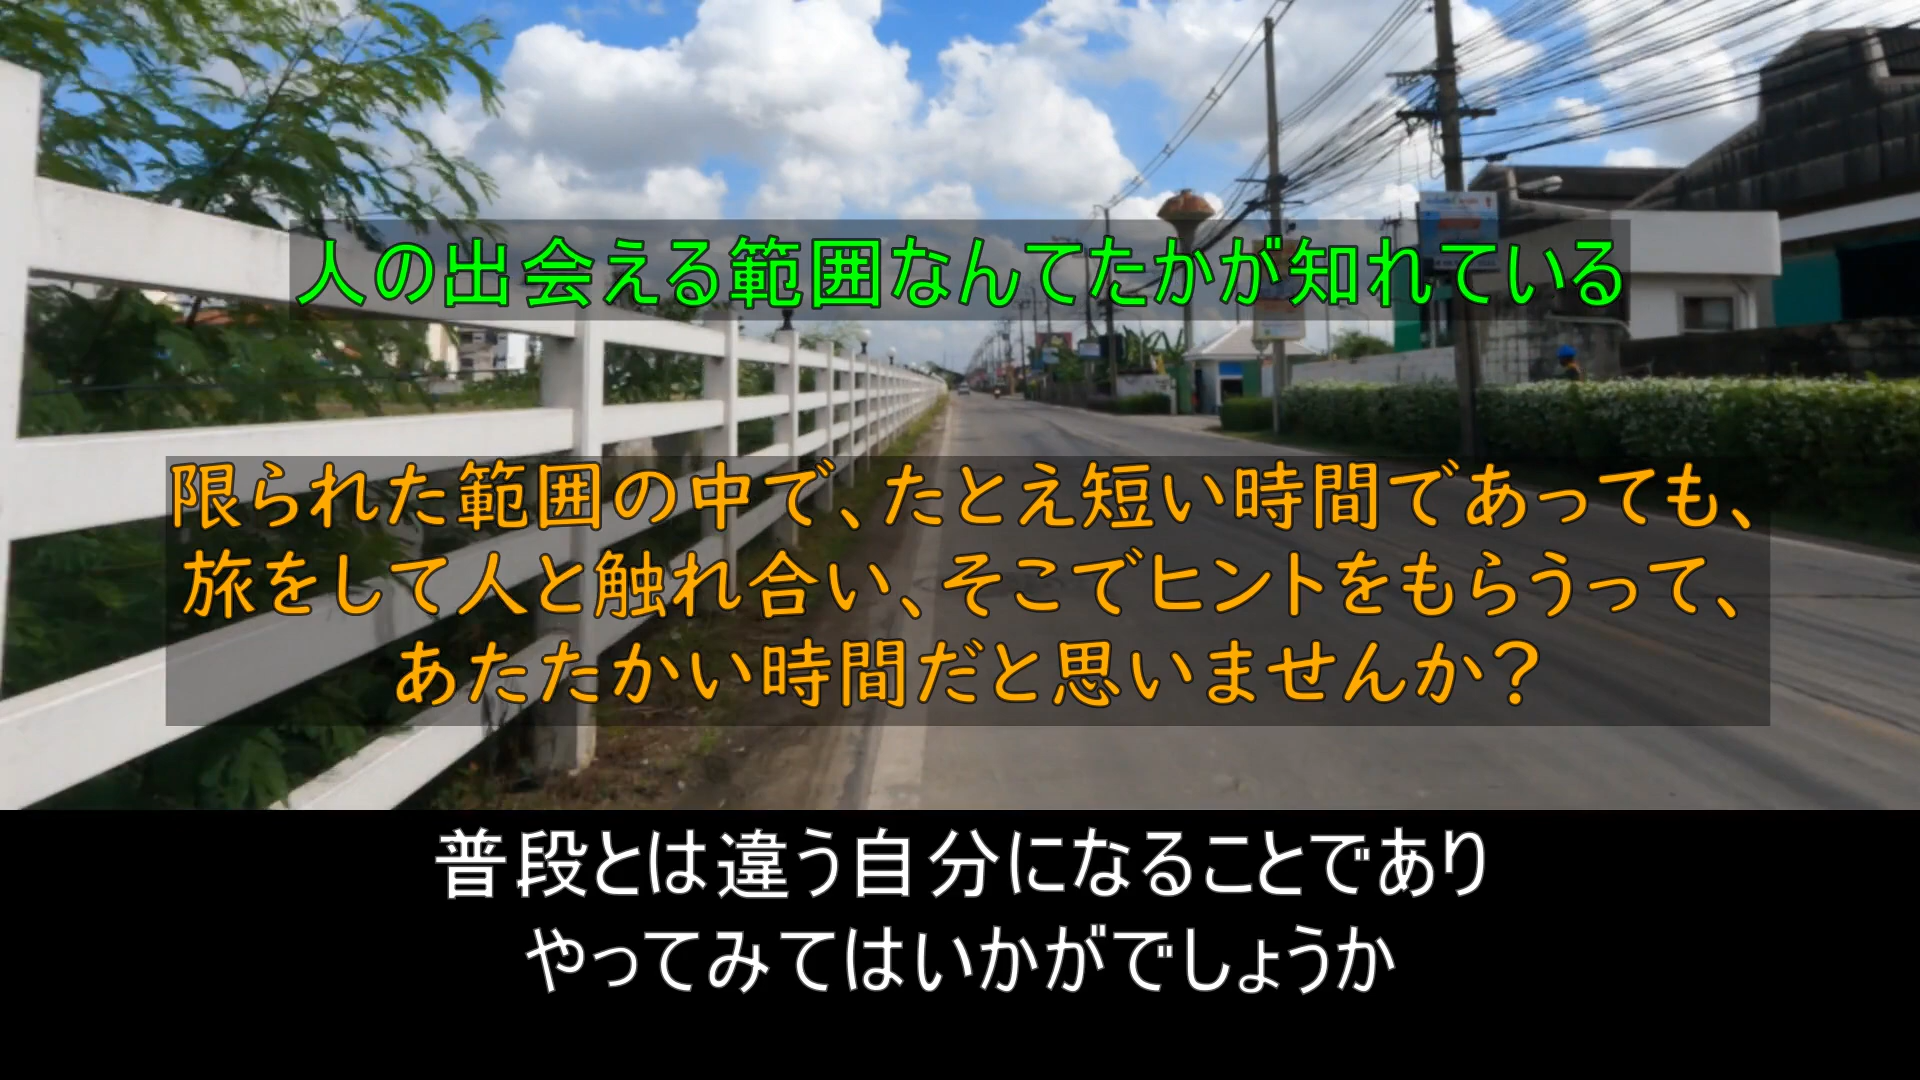 人の出会える範囲なんてたかが知れている
限られた範囲の中で、たとえ短い時間であっても、
旅をして人と触れ合い、そこでヒントをもらうって、
あたたかい時間だと思いませんか？
普段とは違う自分になることであり
やってみてはいかがでしょうか